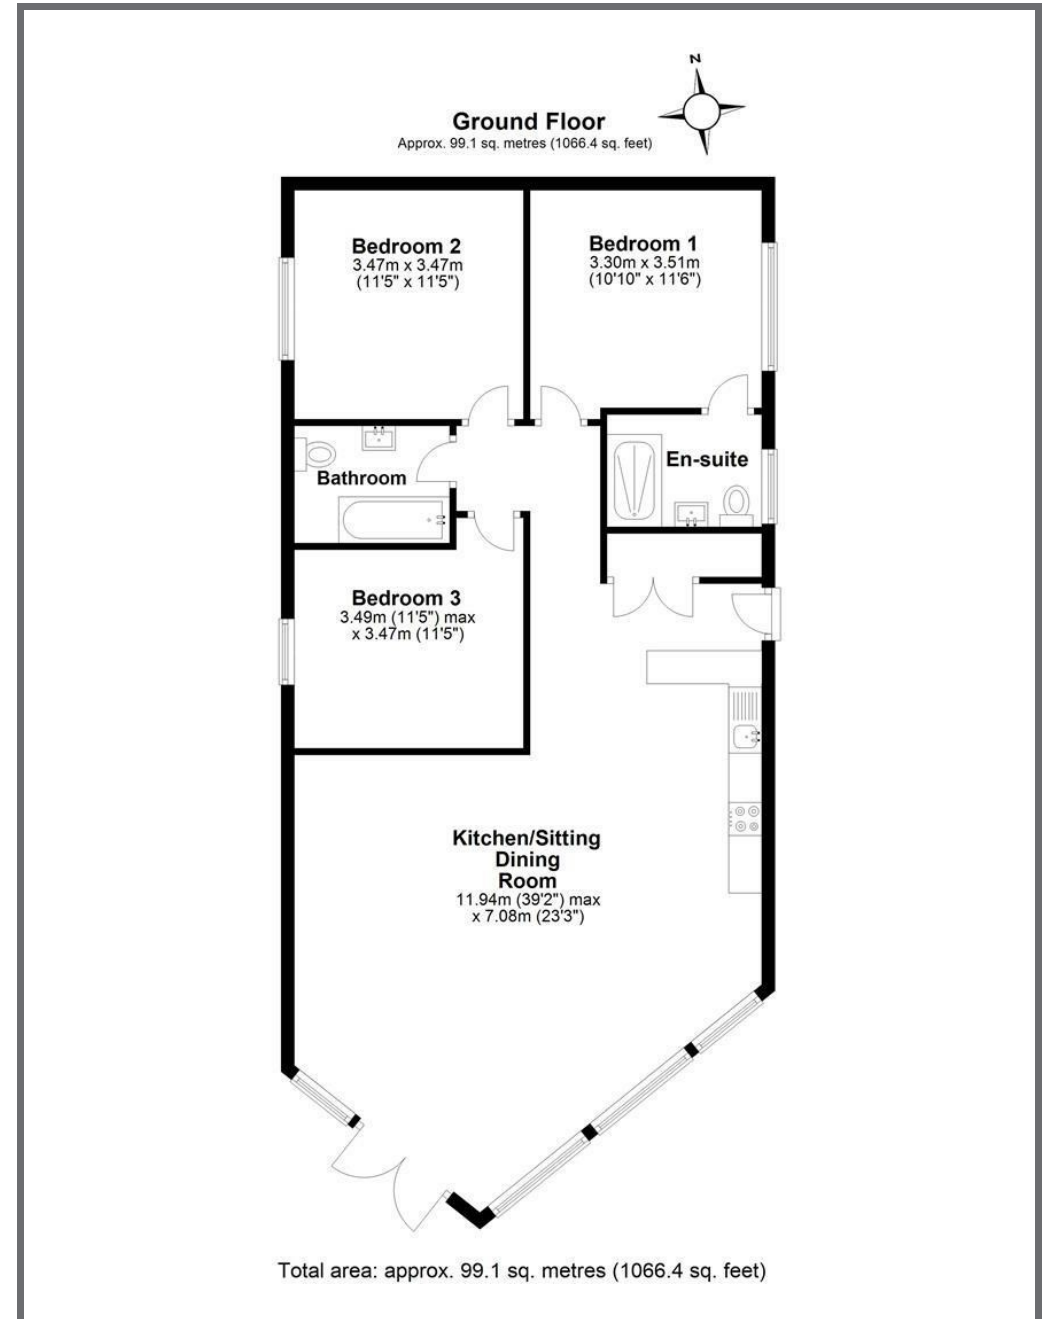 N
Ground Floor
Approx. 99.1 sq. metres (1066.4 sq. feet)
Bedroom 2
3.47m x 3.47m
(11'5" x 11'5")
Bedroom 1
3.30m x 3.51m
(10'10" x 11'6")
Bathroom
En-suite
Bedroom 3
3.49m (11'5") max
x 3.47m (11'5")
Kitchen/Sitting
Dining
Room
11.94m (39'2") max
x 7.08m (23'3")
Total area: approx. 99.1 sq. metres (1066.4 sq. feet)